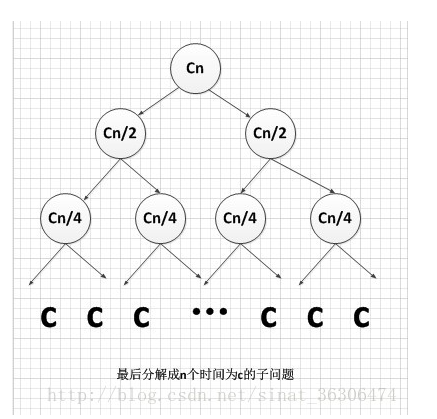 Cn
Cn/2 Cn/2
Cn/4 Cn/4 Cn/4 Cn/4
C C C ••• C C C
最后分解成n个时间为c的子问题
http://blog.csdn.net/sinat_36306474